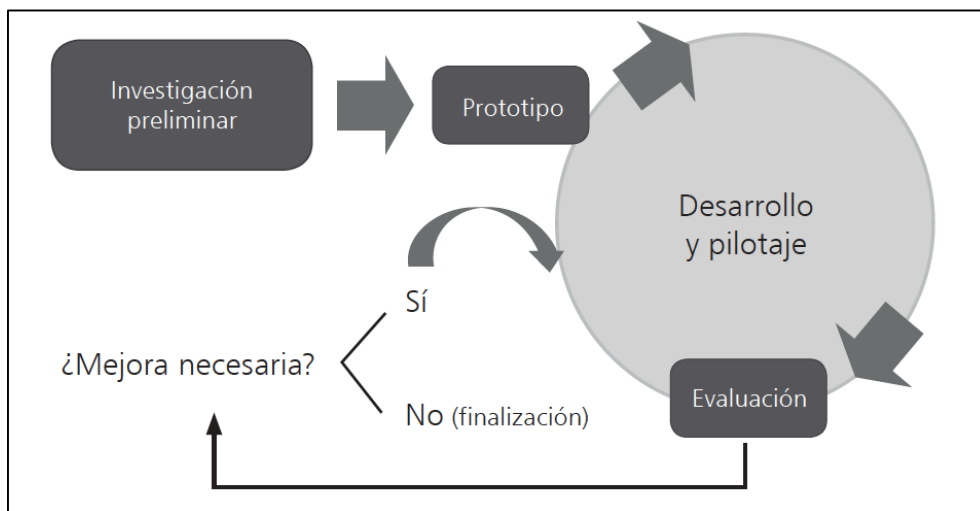 Investigación
preliminar
Prototipo
Desarrollo
y pilotaje
Sí
¿Mejora necesaria?
No (finalización)
Evaluación